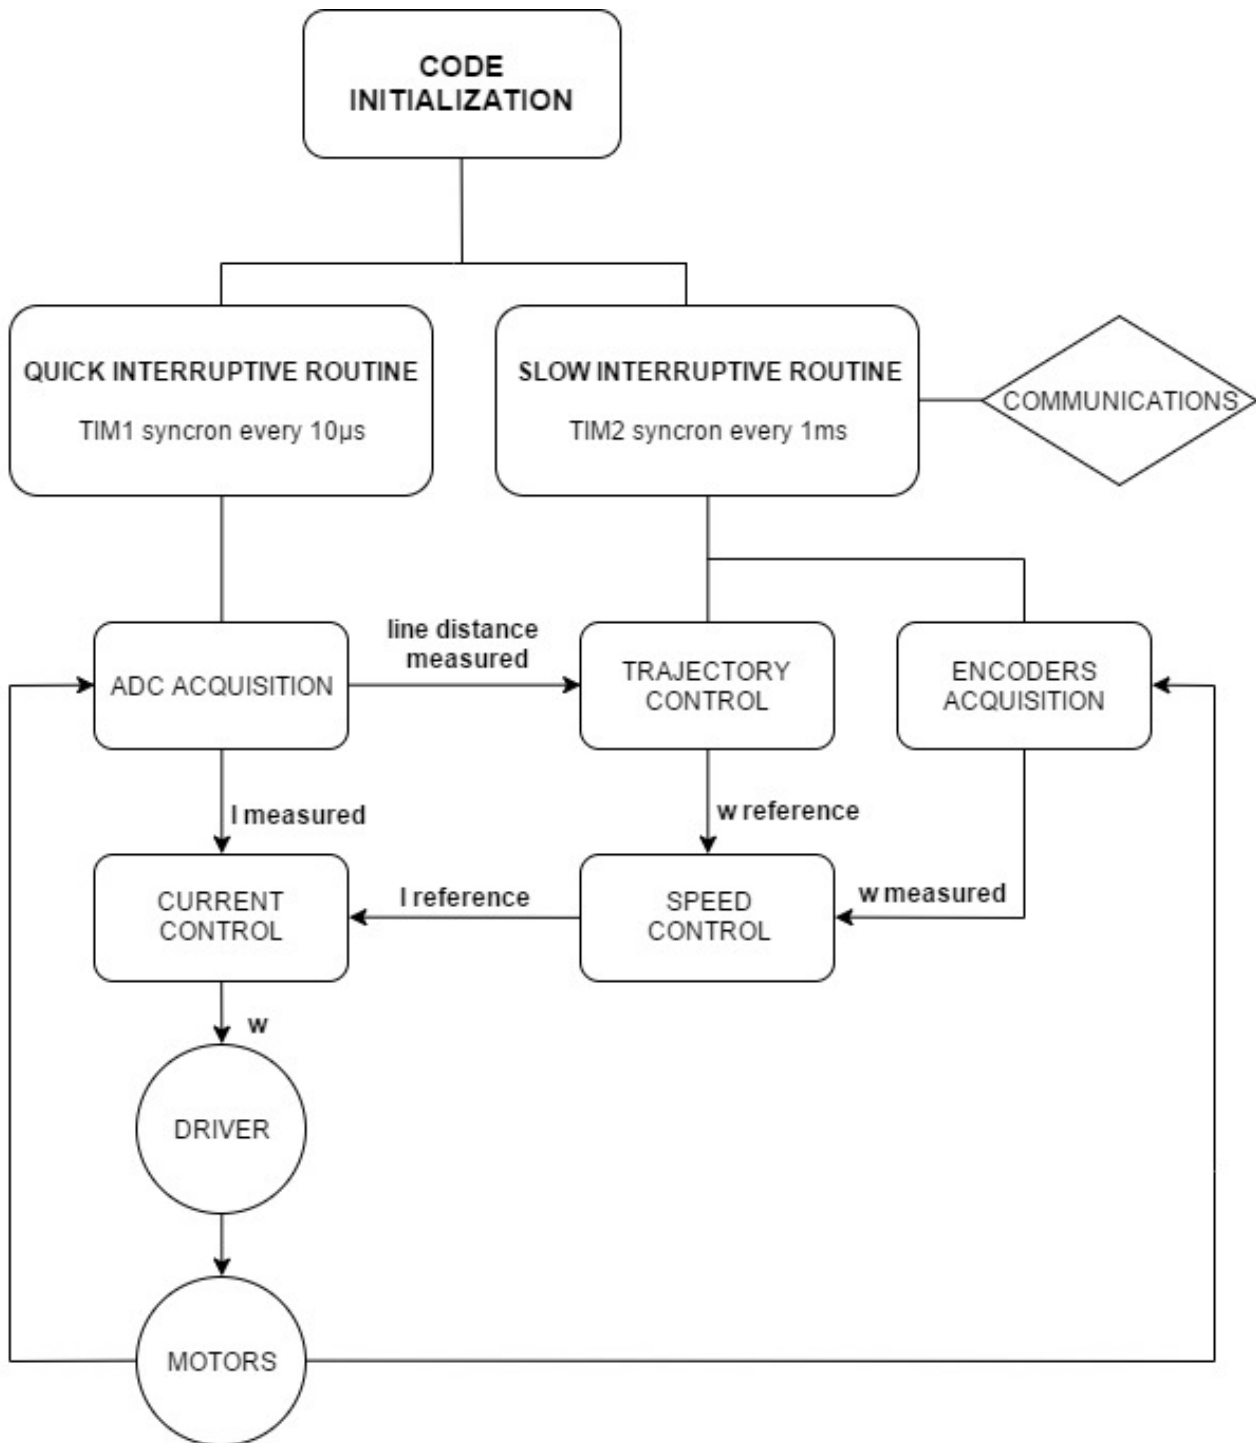 CODE
INITIALIZATION
QUICK INTERRUPTIVE ROUTINE
TIM1 syncron every 10µs
SLOW INTERRUPTIVE ROUTINE
TIM2 syncron every 1ms
COMMUNICATIONS
ADC ACQUISITION
line distance
measured
TRAJECTORY
CONTROL
ENCODERS
ACQUISITION
I measured
w reference
CURRENT
CONTROL
I reference
SPEED
CONTROL
w measured
w
DRIVER
MOTORS